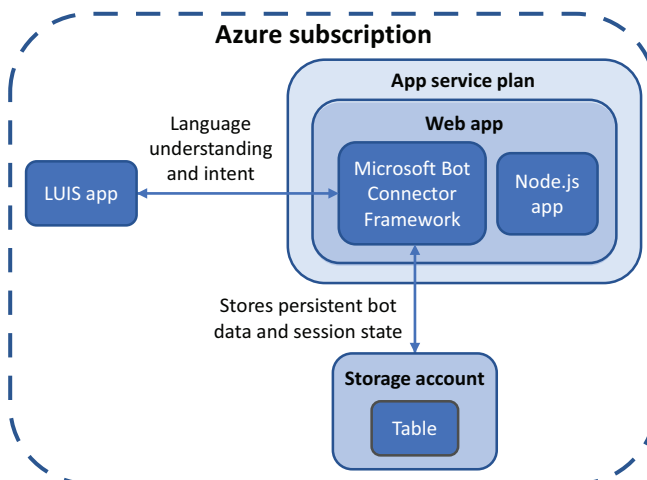 Azure subscription
App service plan
Web app
Language
understanding
and intent
LUIS app
Microsoft Bot
Connector
Framework
Node.js
app
Stores persistent bot
data and session state
Storage account
Table